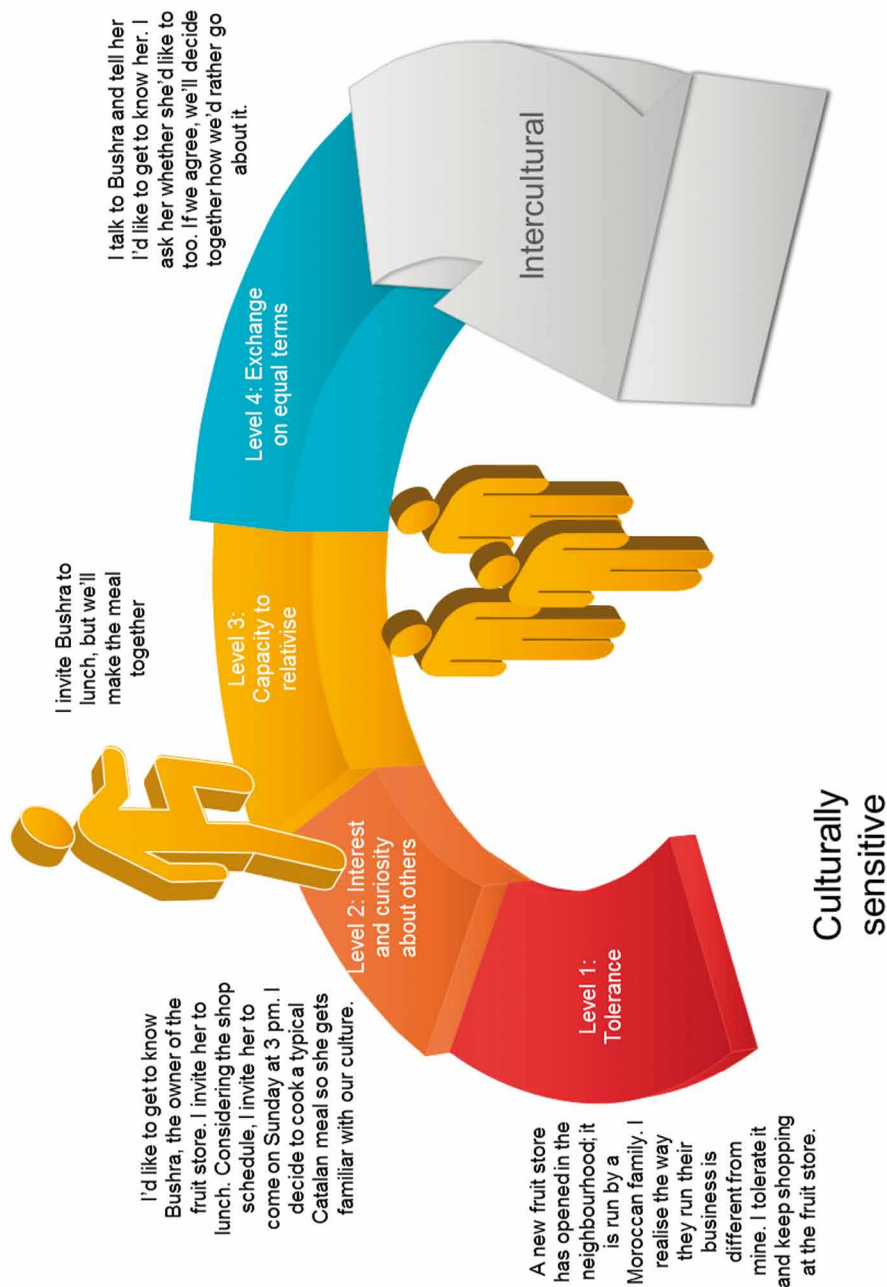 A new fruit store
has opened in the
neighbourhood; it
is run by a
Moroccan family. I
realise the way
they run their
business is
different from
mine. I tolerate it
and keep shopping
at the fruit store.
Level 1:
Tolerance
I'd like to get to know
Bushra, the owner of the
fruit store. I invite her to
lunch. Considering the shop
schedule, I invite her to
come on Sunday at 3 pm. I
decide to cook a typical
Catalan meal so she gets
familiar with our culture.
Level 2: Interest
and curiosity
about others
I invite Bushra to
lunch, but we'll
make the meal
together
Level 3:
Capacity to
relativise
I talk to Bushra and tell her
I'd like to get to know her. I
ask her whether she'd like to
too. If we agree, we'll decide
together how we'd rather go
about it.
Level 4: Exchange
on equal terms
Intercultural
Culturally
sensitive